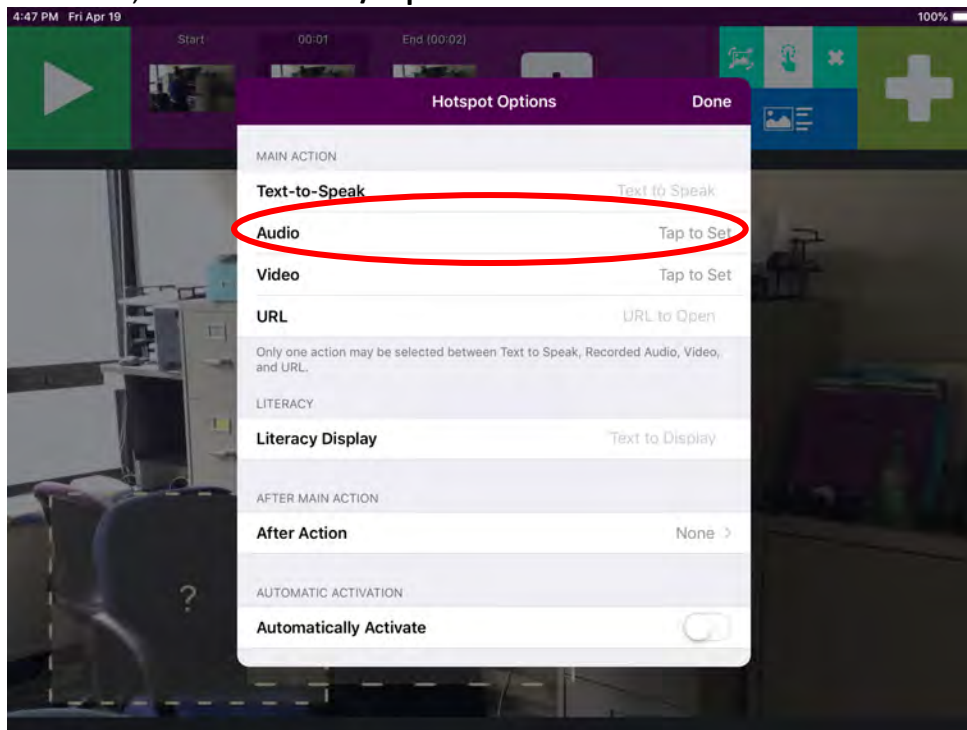 4:47 PM Fri Apr 19
100%
Start 00:01 End (00:02)
Hotspot Options Done
MAIN ACTION
Text-to-Speak Text to Speak
Audio Tap to Set
Video Tap to Set
URL URL to Open
Only one action may be selected between Text to Speak, Recorded Audio, Video,
and URL.
LITERACY
Literacy Display Text to Display
AFTER MAIN ACTION
After Action None >
AUTOMATIC ACTIVATION
?
Automatically Activate